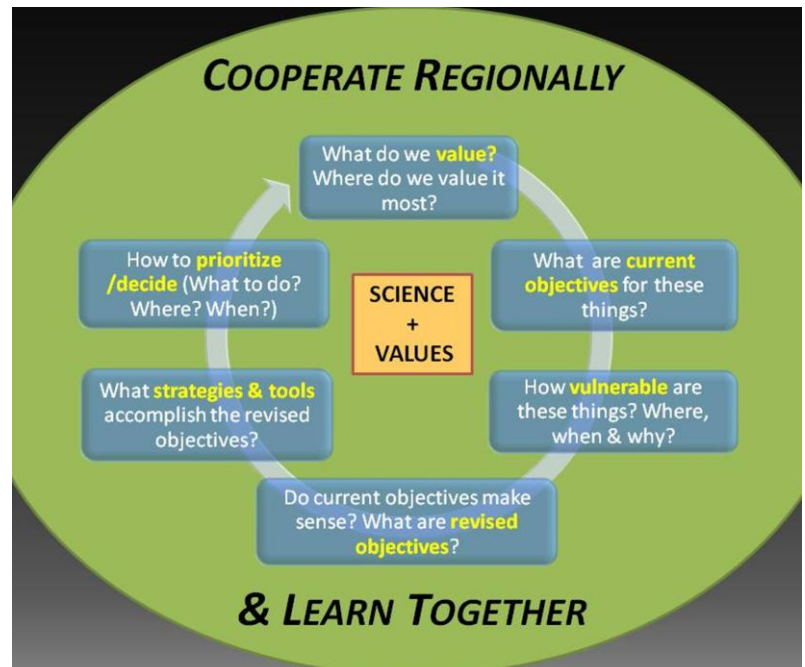 COOPERATE REGIONALLY
What do we value?
Where do we value it
most?
What are current
objectives for these
things?
How vulnerable are
these things? Where,
when & why?
Do current objectives make
sense? What are revised
objectives?
What strategies & tools
accomplish the revised
objectives?
How to prioritize
/decide (What to do?
Where? When?)
SCIENCE
+
VALUES
& LEARN TOGETHER